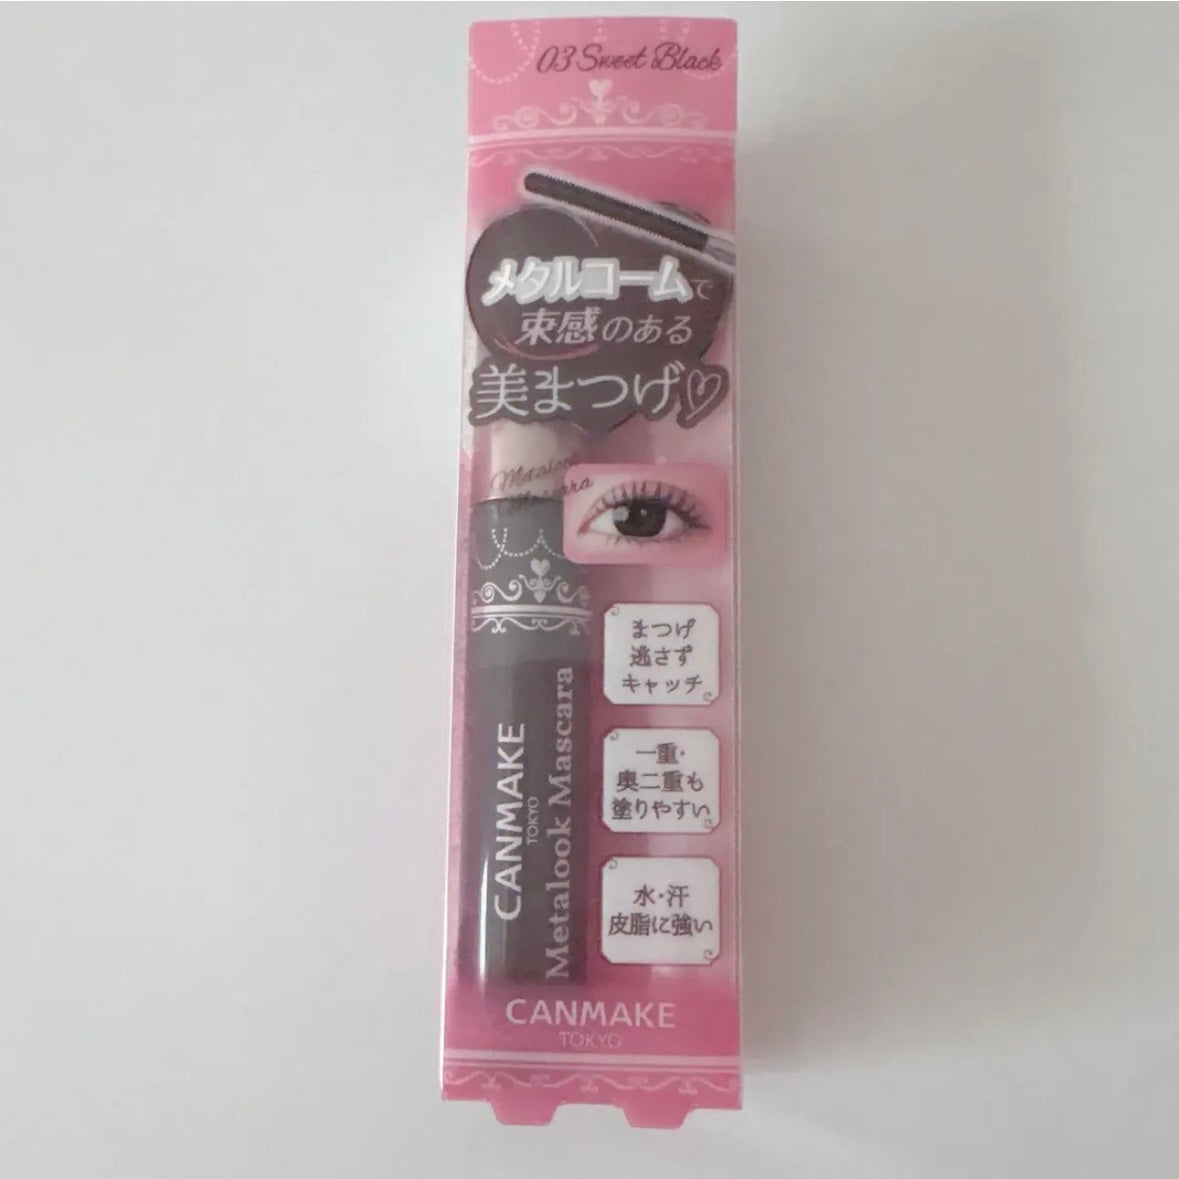 03 Sweet Black
メタルコームで
束感のある
美まつげ♡
Mascara
まつげ
逃さず
キャッチ
一重・
奥二重も
塗りやすい
水・汗
皮脂に強い
CANMAKE
TOKYO
Metalook Mascara
CANMAKE
TOKYO